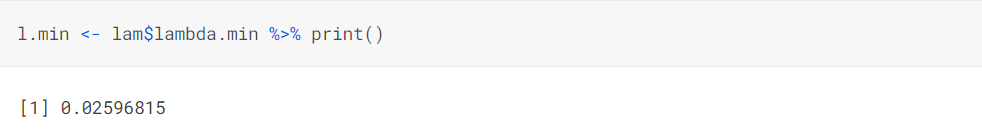 l.min <- lam$lambda.min %>% print()
[1] 0.02596815